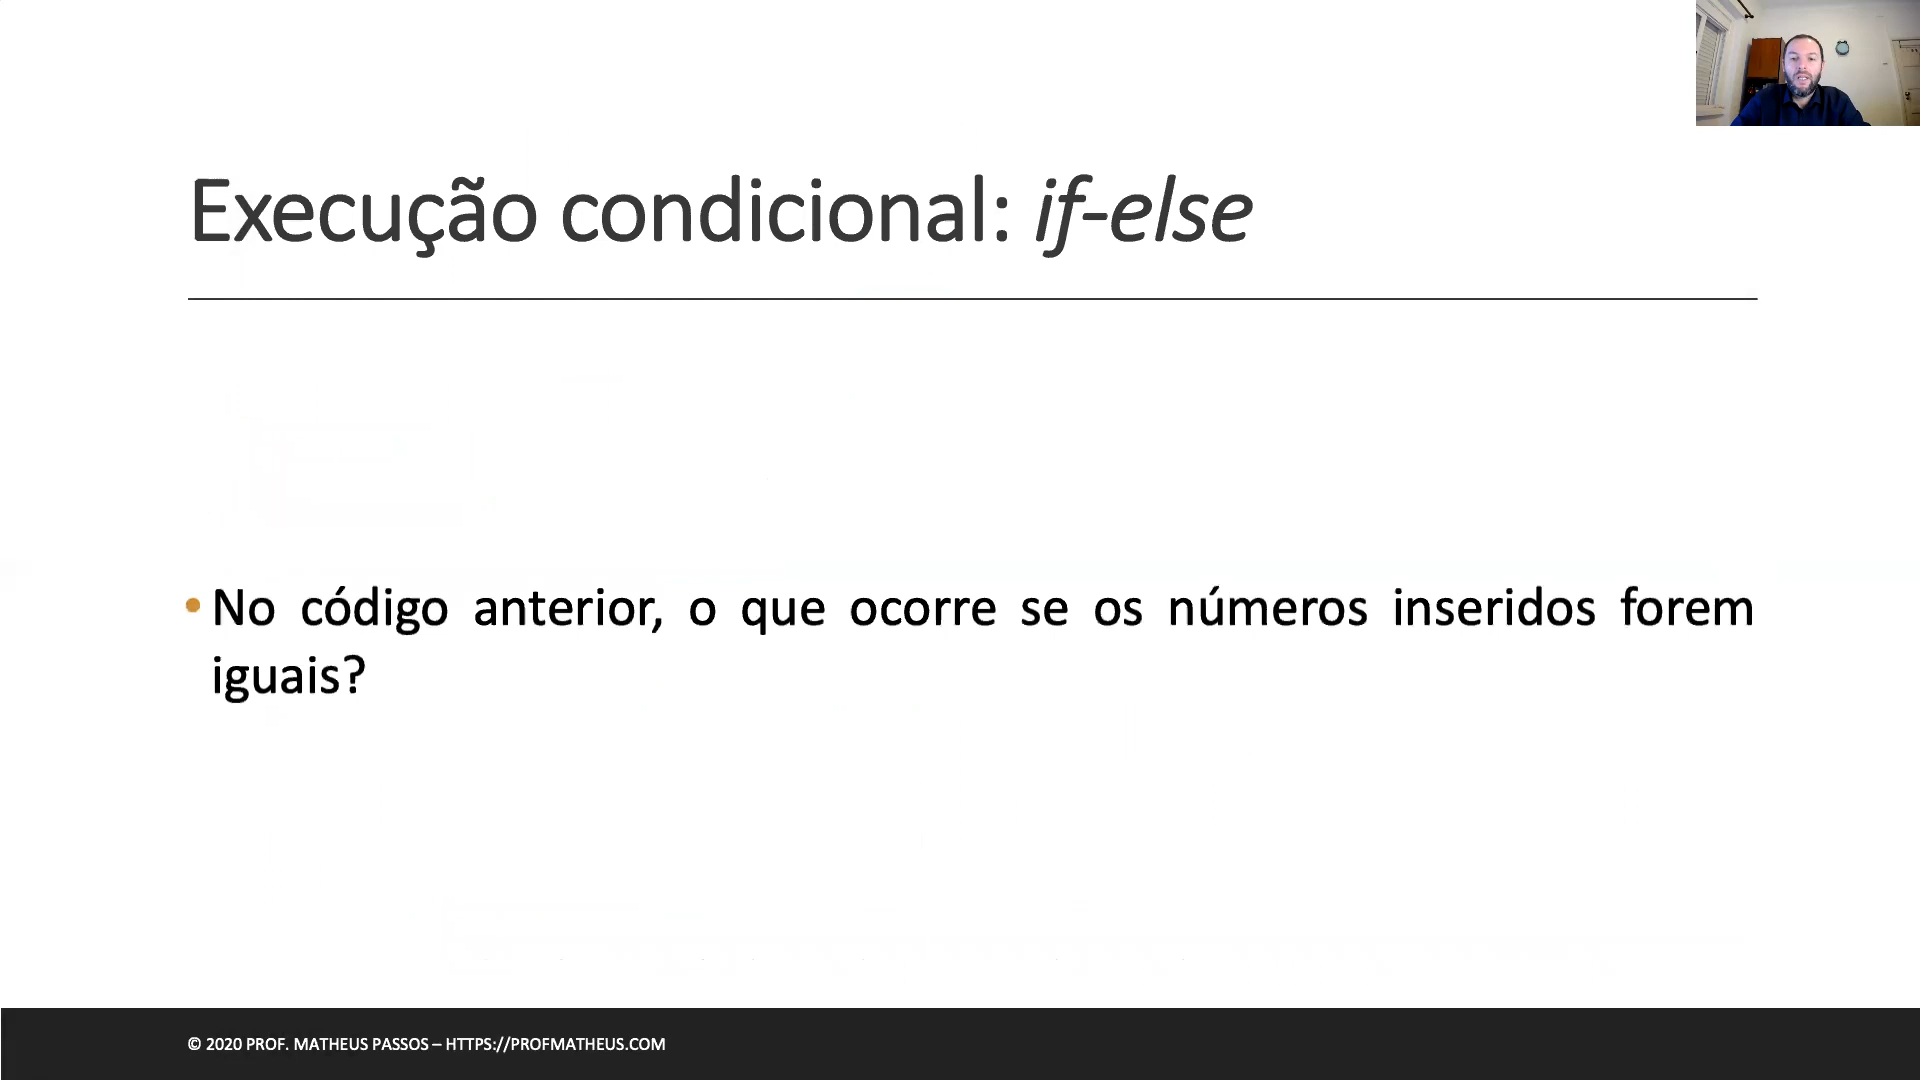 Execução condicional: if-else
• No código anterior, o que ocorre se os números inseridos forem
iguais?
© 2020 PROF. MATHEUS PASSOS – HTTPS://PROFMATHEUS.COM